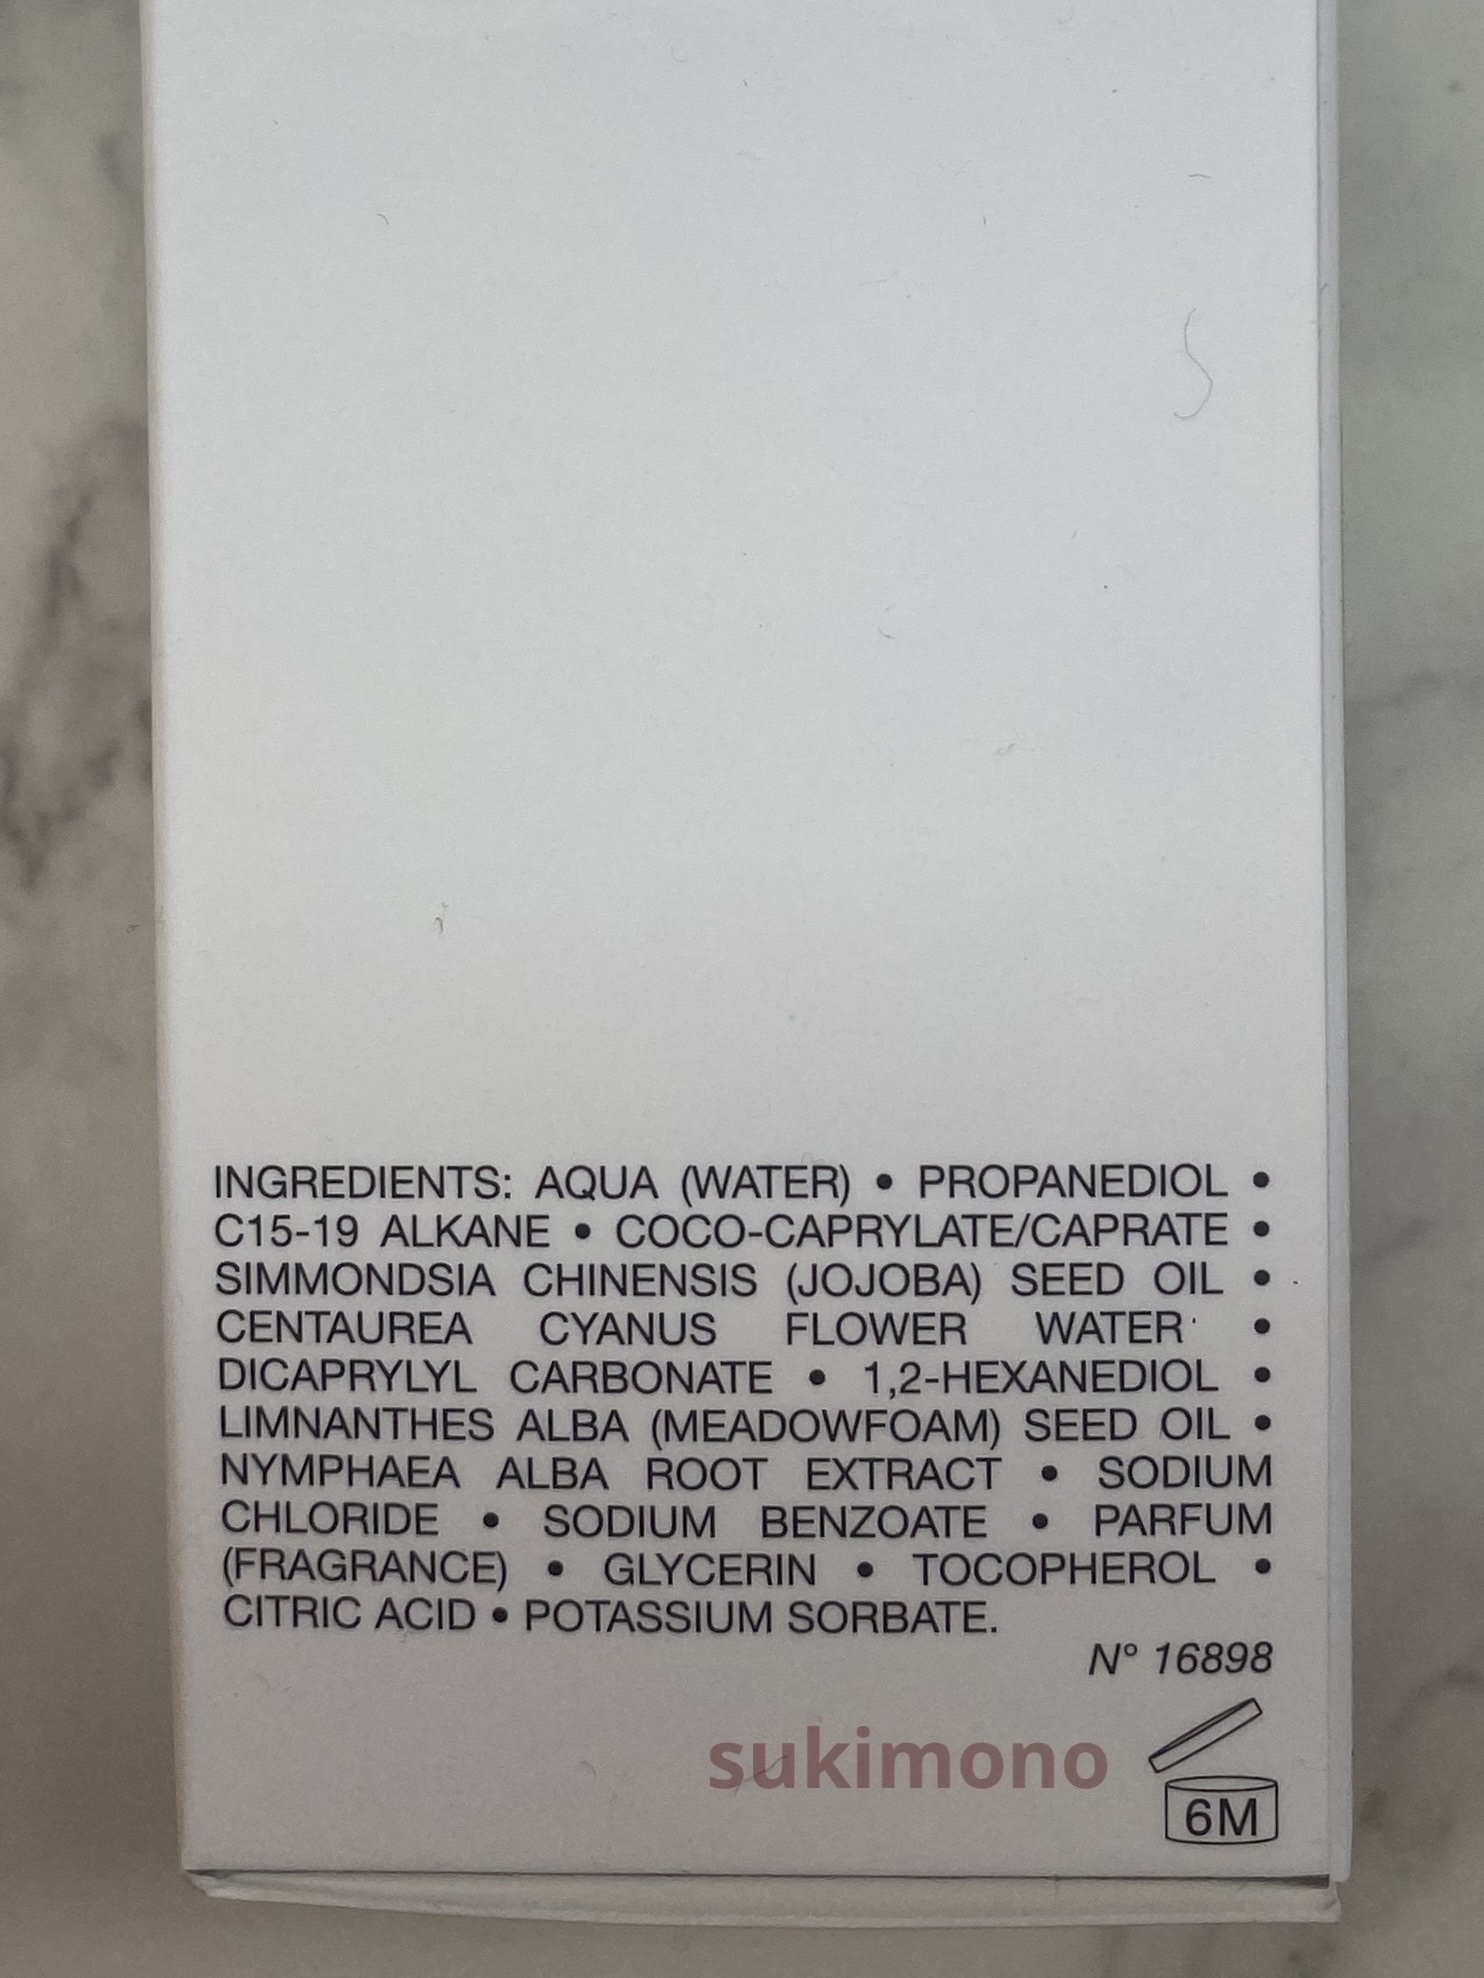 INGREDIENTS: AQUA (WATER) • PROPANEDIOL •
C15-19 ALKANE • COCO-CAPRYLATE/CAPRATE •
SIMMONDSIA CHINENSIS (JOJOBA) SEED OIL •
CENTAUREA CYANUS FLOWER WATER •
DICAPRYLYL CARBONATE • 1,2-HEXANEDIOL •
LIMNANTHES ALBA (MEADOWFOAM) SEED OIL •
NYMPHAEA ALBA ROOT EXTRACT • SODIUM
CHLORIDE • SODIUM BENZOATE • PARFUM
(FRAGRANCE) • GLYCERIN • TOCOPHEROL •
CITRIC ACID • POTASSIUM SORBATE.
N° 16898
sukimono
6M